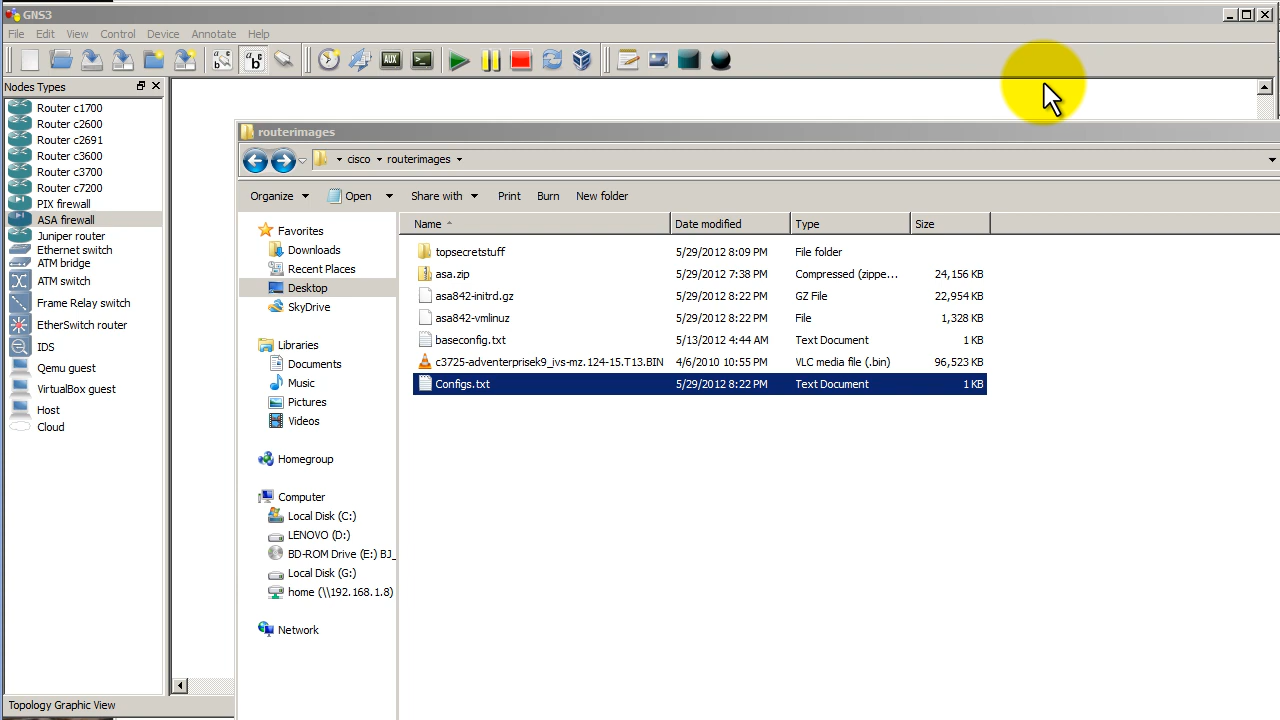 GNS3
File Edit View Control Device Annotate Help
AUX
Nodes Types
Router c1700
Router c2600
Router c2691
Router c3600
Router c3700
Router c7200
PIX firewall
ASA firewall
Juniper router
Ethernet switch
ATM bridge
ATM switch
Frame Relay switch
EtherSwitch router
IDS
Qemu guest
VirtualBox guest
Host
Cloud
Topology Graphic View
routerimages
cisco routerimages
Organize Open Share with Print Burn New folder
Favorites
Downloads
Recent Places
Desktop
SkyDrive
Libraries
Documents
Music
Pictures
Videos
Homegroup
Computer
Local Disk (C:)
LENOVO (D:)
BD-ROM Drive (E:) BJ_
Local Disk (G:)
home (\\192.168.1.8)
Network
Name Date modified Type Size
topsecretstuff 5/29/2012 8:09 PM File folder
asa.zip 5/29/2012 7:38 PM Compressed (zippe... 24,156 KB
asa842-initrd.gz 5/29/2012 8:22 PM GZ File 22,954 KB
asa842-vmlinuz 5/29/2012 8:22 PM File 1,328 KB
baseconfig.txt 5/13/2012 4:44 AM Text Document 1 KB
c3725-adventerprisek9_ivs-mz.124-15.T13.BIN 4/6/2010 10:55 PM VLC media file (.bin) 96,523 KB
Configs.txt 5/29/2012 8:22 PM Text Document 1 KB